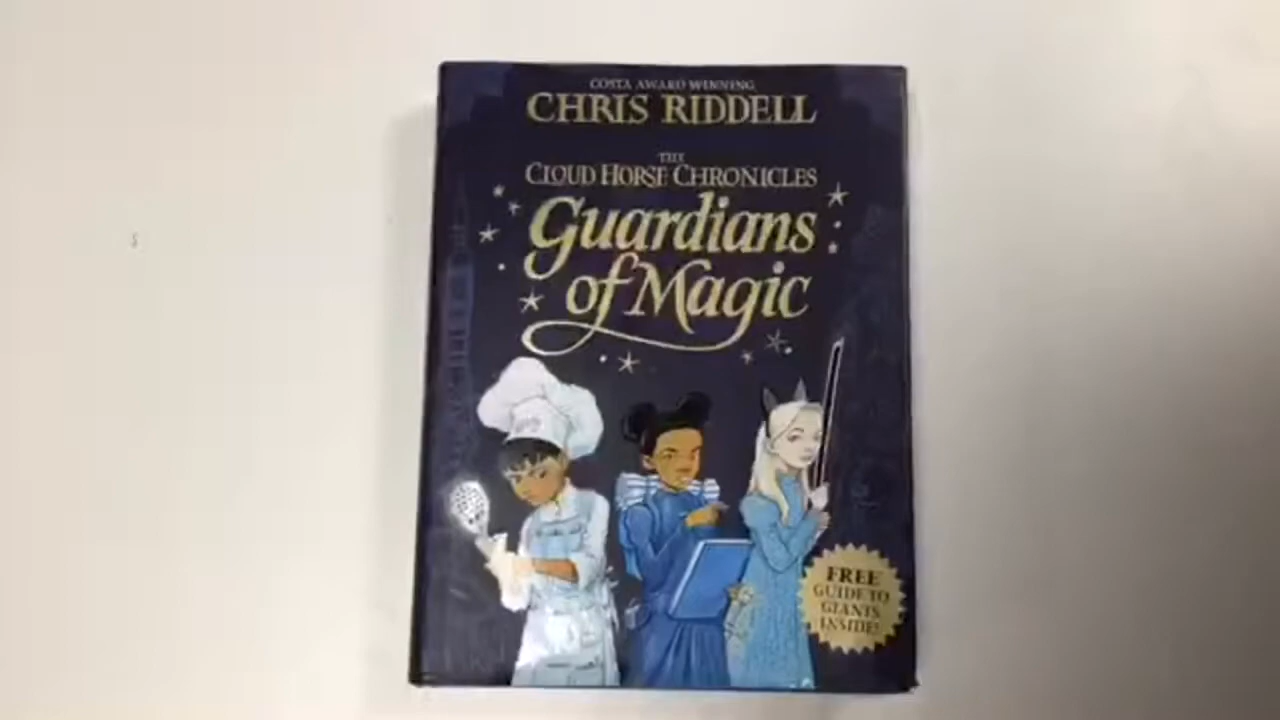 COSTA AWARD WINNING
CHRIS RIDDELL
THE
CLOUD HORSE CHRONICLES
Guardians
of Magic
FREE
GUIDE TO
GIANTS
INSIDE!